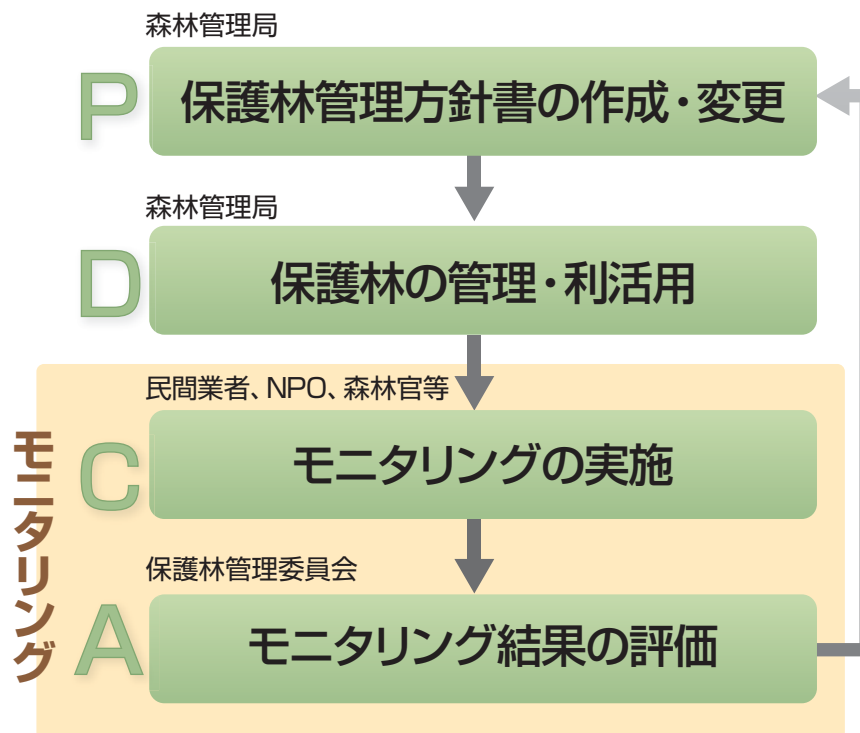 森林管理局
P
保護林管理方針書の作成・変更
森林管理局
D
保護林の管理・利活用
モニタリング
民間業者、NPO、森林官等
C
モニタリングの実施
保護林管理委員会
A
モニタリング結果の評価